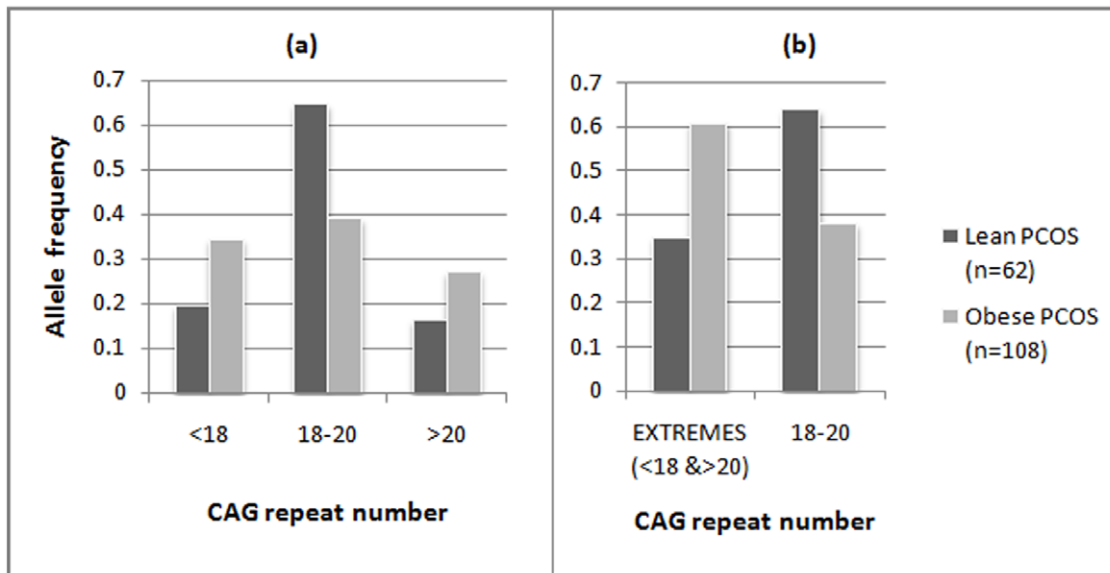 (a)
0.7
0.6
0.5
0.4
0.3
0.2
0.1
0
Allele frequency
<18
18-20
>20
CAG repeat number
(b)
0.7
0.6
0.5
0.4
0.3
0.2
0.1
0
EXTREMES
(<18 &>20)
18-20
CAG repeat number
Lean PCOS
(n=62)
Obese PCOS
(n=108)